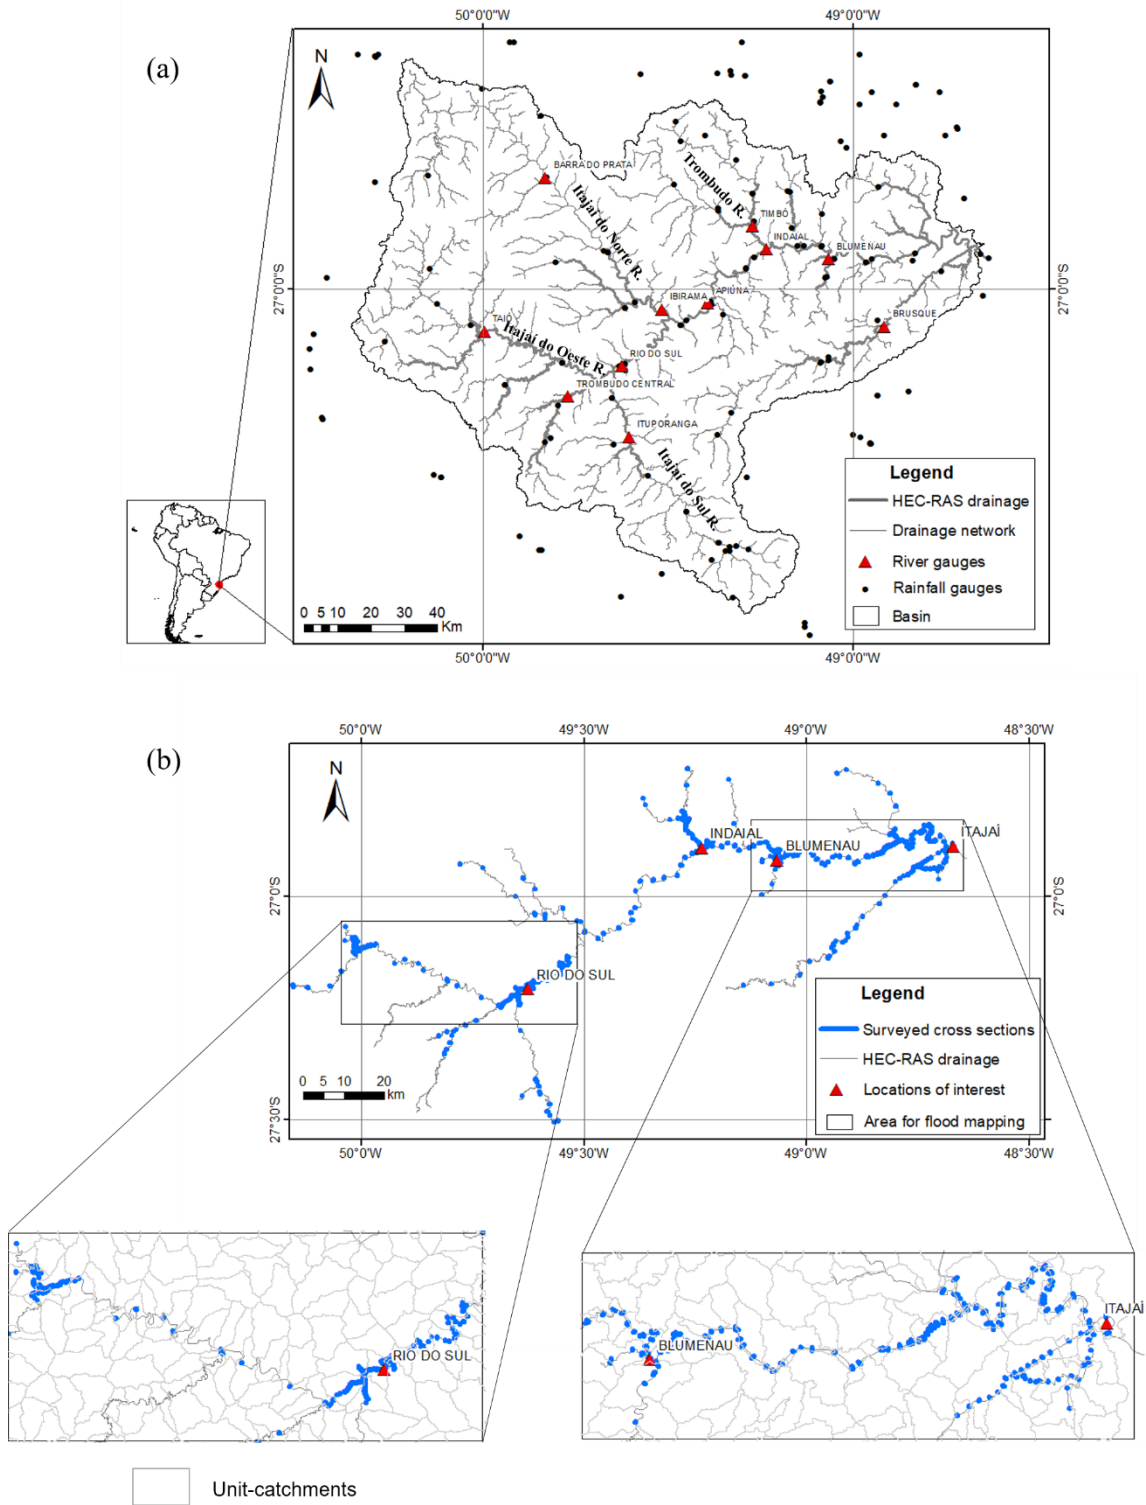 50°0'0"W
49°0'0"W
(a)
N
BARRA DO PRATA
Trombudo R.
Itajaí do Norte R.
TIMBÓ
INDAIAL
BLUMENAU
27°0'0"S
27°0'0"S
IBIRAMA
APIÚNA
BRUSQUE
TAIÓ
Itajaí do Oeste R.
RIO DO SUL
TROMBUDO CENTRAL
ITUPORANGA
Itajaí do Sul R.
Legend
HEC-RAS drainage
Drainage network
River gauges
Rainfall gauges
Basin
0 5 10 20 30 40
Km
50°0'0"W
49°0'0"W
50°0'W
49°30'W
49°0'W
48°30'W
(b)
N
INDAIAL
BLUMENAU
ITAJAÍ
27°0'S
27°0'S
RIO DO SUL
Legend
Surveyed cross sections
HEC-RAS drainage
Locations of interest
Area for flood mapping
0 5 10 20
km
27°30'S
27°30'S
50°0'W
49°30'W
49°0'W
48°30'W
RIO DO SUL
BLUMENAU
ITAJAÍ
Unit-catchments